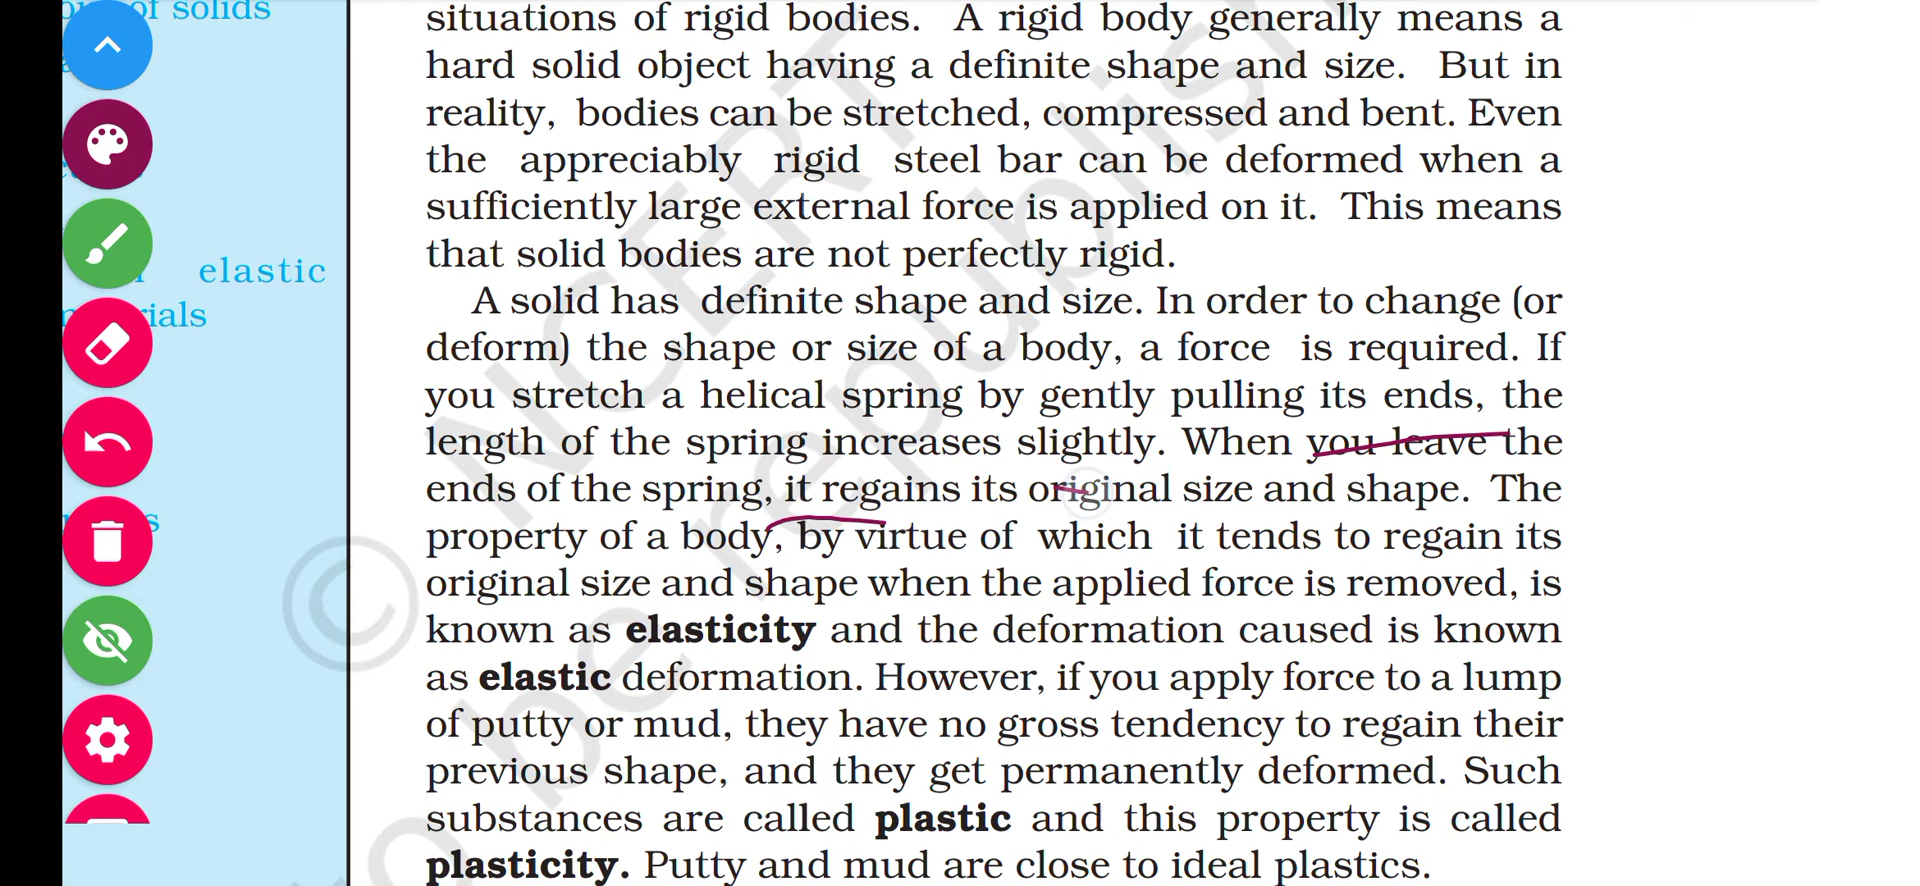 of solids
elastic
rials
s
situations of rigid bodies. A rigid body generally means a
hard solid object having a definite shape and size. But in
reality, bodies can be stretched, compressed and bent. Even
the appreciably rigid steel bar can be deformed when a
sufficiently large external force is applied on it. This means
that solid bodies are not perfectly rigid.
A solid has definite shape and size. In order to change (or
deform) the shape or size of a body, a force is required. If
you stretch a helical spring by gently pulling its ends, the
length of the spring increases slightly. When you leave the
ends of the spring, it regains its original size and shape. The
property of a body, by virtue of which it tends to regain its
original size and shape when the applied force is removed, is
known as elasticity and the deformation caused is known
as elastic deformation. However, if you apply force to a lump
of putty or mud, they have no gross tendency to regain their
previous shape, and they get permanently deformed. Such
substances are called plastic and this property is called
plasticity. Putty and mud are close to ideal plastics.
© NCERT
be republish